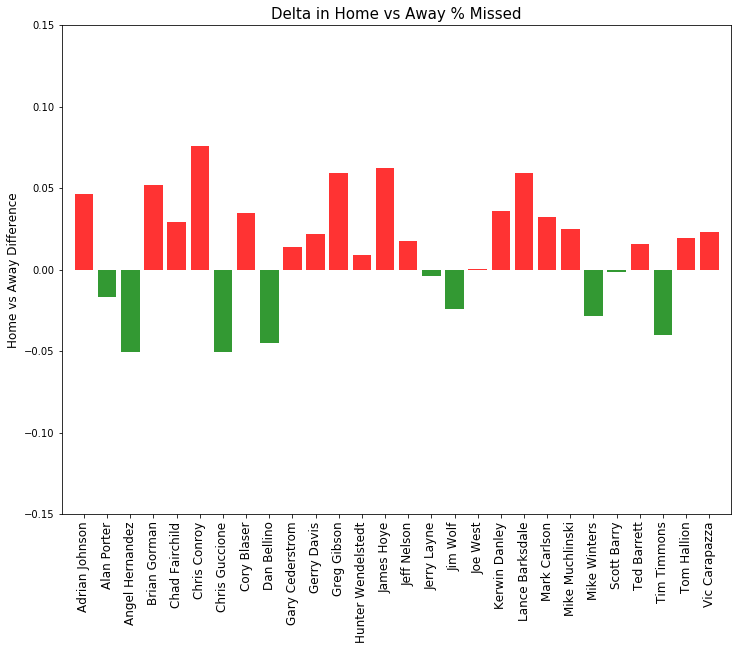 Delta in Home vs Away % Missed
Home vs Away Difference
0.15
0.10
0.05
0.00
−0.05
−0.10
−0.15
Adrian Johnson
Alan Porter
Angel Hernandez
Brian Gorman
Chad Fairchild
Chris Conroy
Chris Guccione
Cory Blaser
Dan Bellino
Gary Cederstrom
Gerry Davis
Greg Gibson
Hunter Wendelstedt
James Hoye
Jeff Nelson
Jerry Layne
Jim Wolf
Joe West
Kerwin Danley
Lance Barksdale
Mark Carlson
Mike Muchlinski
Mike Winters
Scott Barry
Ted Barrett
Tim Timmons
Tom Hallion
Vic Carapazza